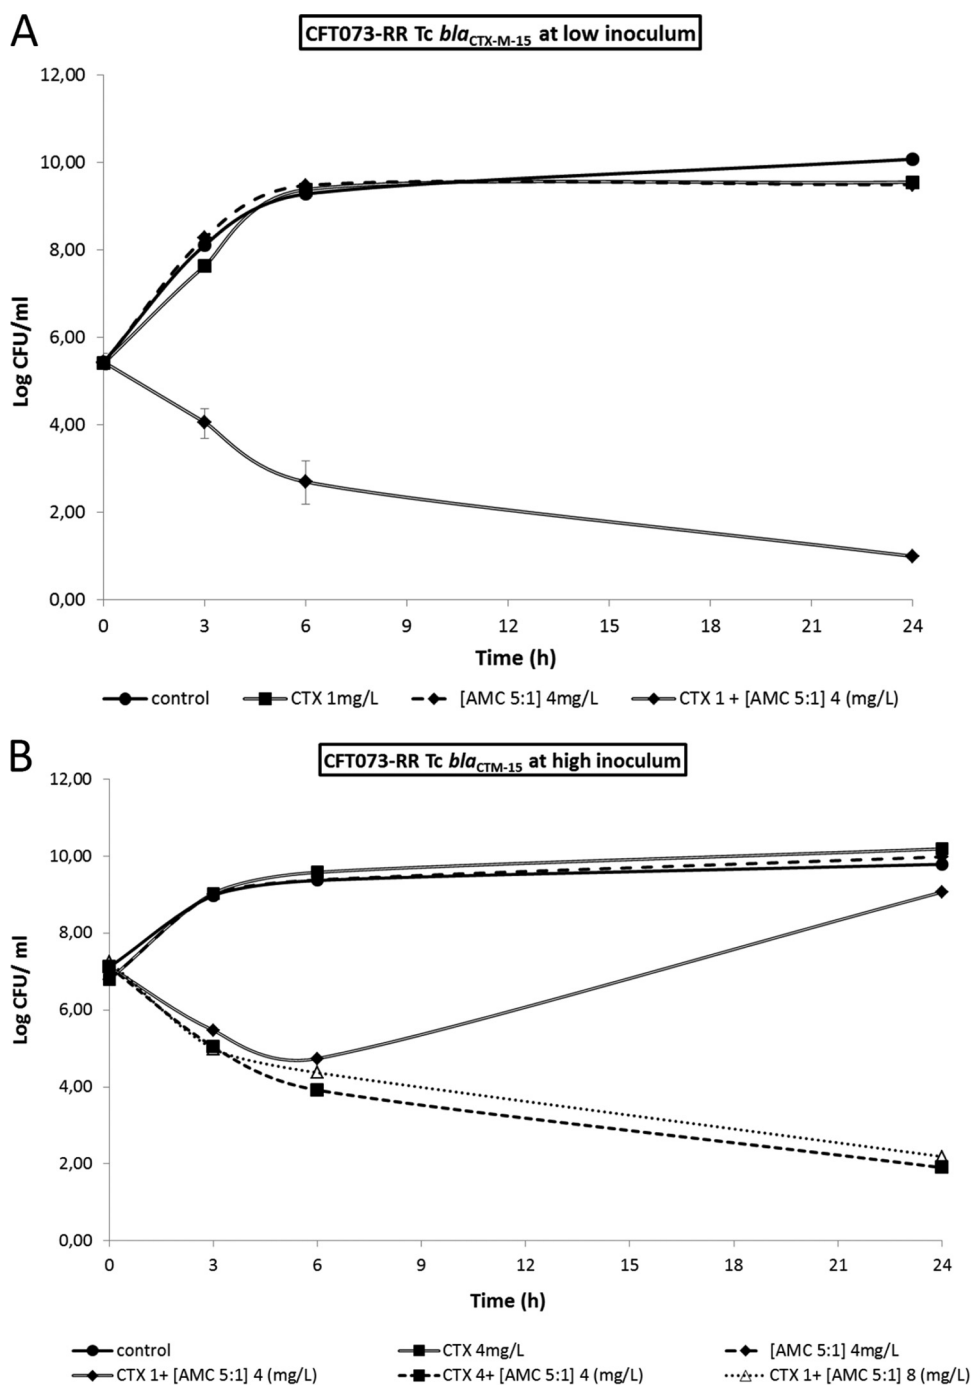 A
CFT073-RR Tc bla CTX-M-15 at low inoculum
12,00
10,00
8,00
6,00
4,00
2,00
0,00
Log CFU/ml
0 3 6 9 12 15 18 21 24
Time (h)
control CTX 1mg/L [AMC 5:1] 4mg/L CTX 1 + [AMC 5:1] 4 (mg/L)
B
CFT073-RR Tc bla CTM-15 at high inoculum
12,00
10,00
8,00
6,00
4,00
2,00
0,00
Log CFU/ ml
0 3 6 9 12 15 18 21 24
Time (h)
control CTX 4mg/L [AMC 5:1] 4mg/L
CTX 1+ [AMC 5:1] 4 (mg/L) CTX 4+ [AMC 5:1] 4 (mg/L) CTX 1+ [AMC 5:1] 8 (mg/L)